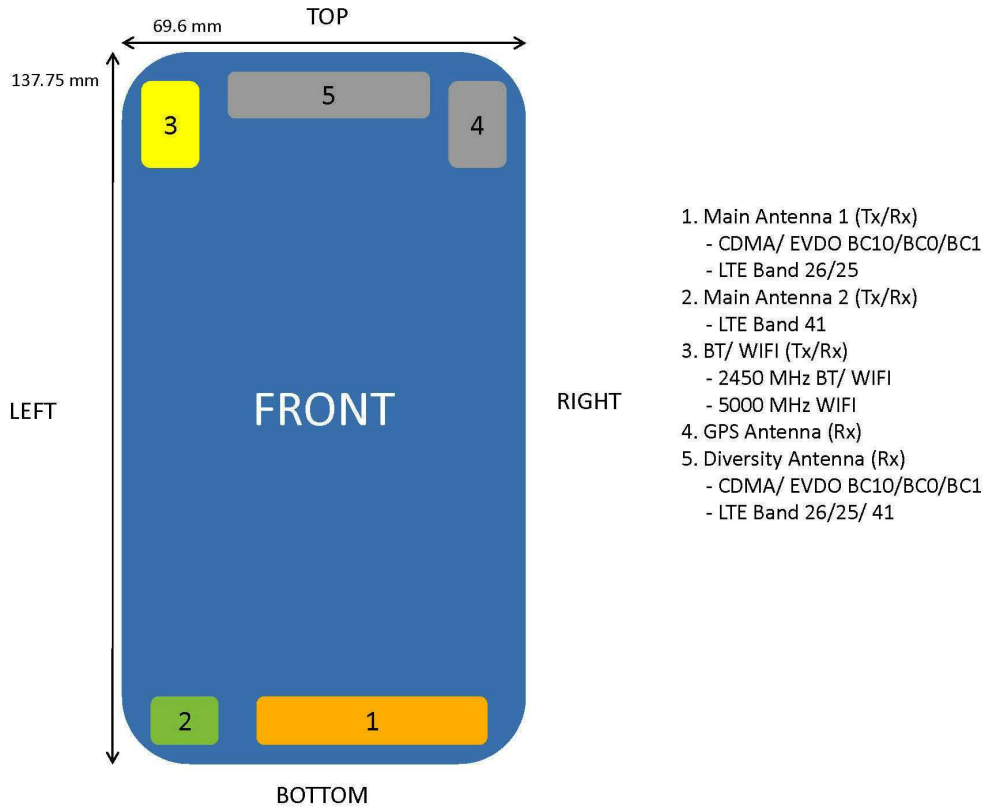 TOP
69.6 mm
137.75 mm
5
3
4
1. Main Antenna 1 (Tx/Rx)
- CDMA/ EVDO BC10/BC0/BC1
- LTE Band 26/25
2. Main Antenna 2 (Tx/Rx)
- LTE Band 41
3. BT/ WIFI (Tx/Rx)
- 2450 MHz BT/ WIFI
- 5000 MHz WIFI
4. GPS Antenna (Rx)
5. Diversity Antenna (Rx)
- CDMA/ EVDO BC10/BC0/BC1
- LTE Band 26/25/ 41
LEFT
FRONT
RIGHT
2
1
BOTTOM